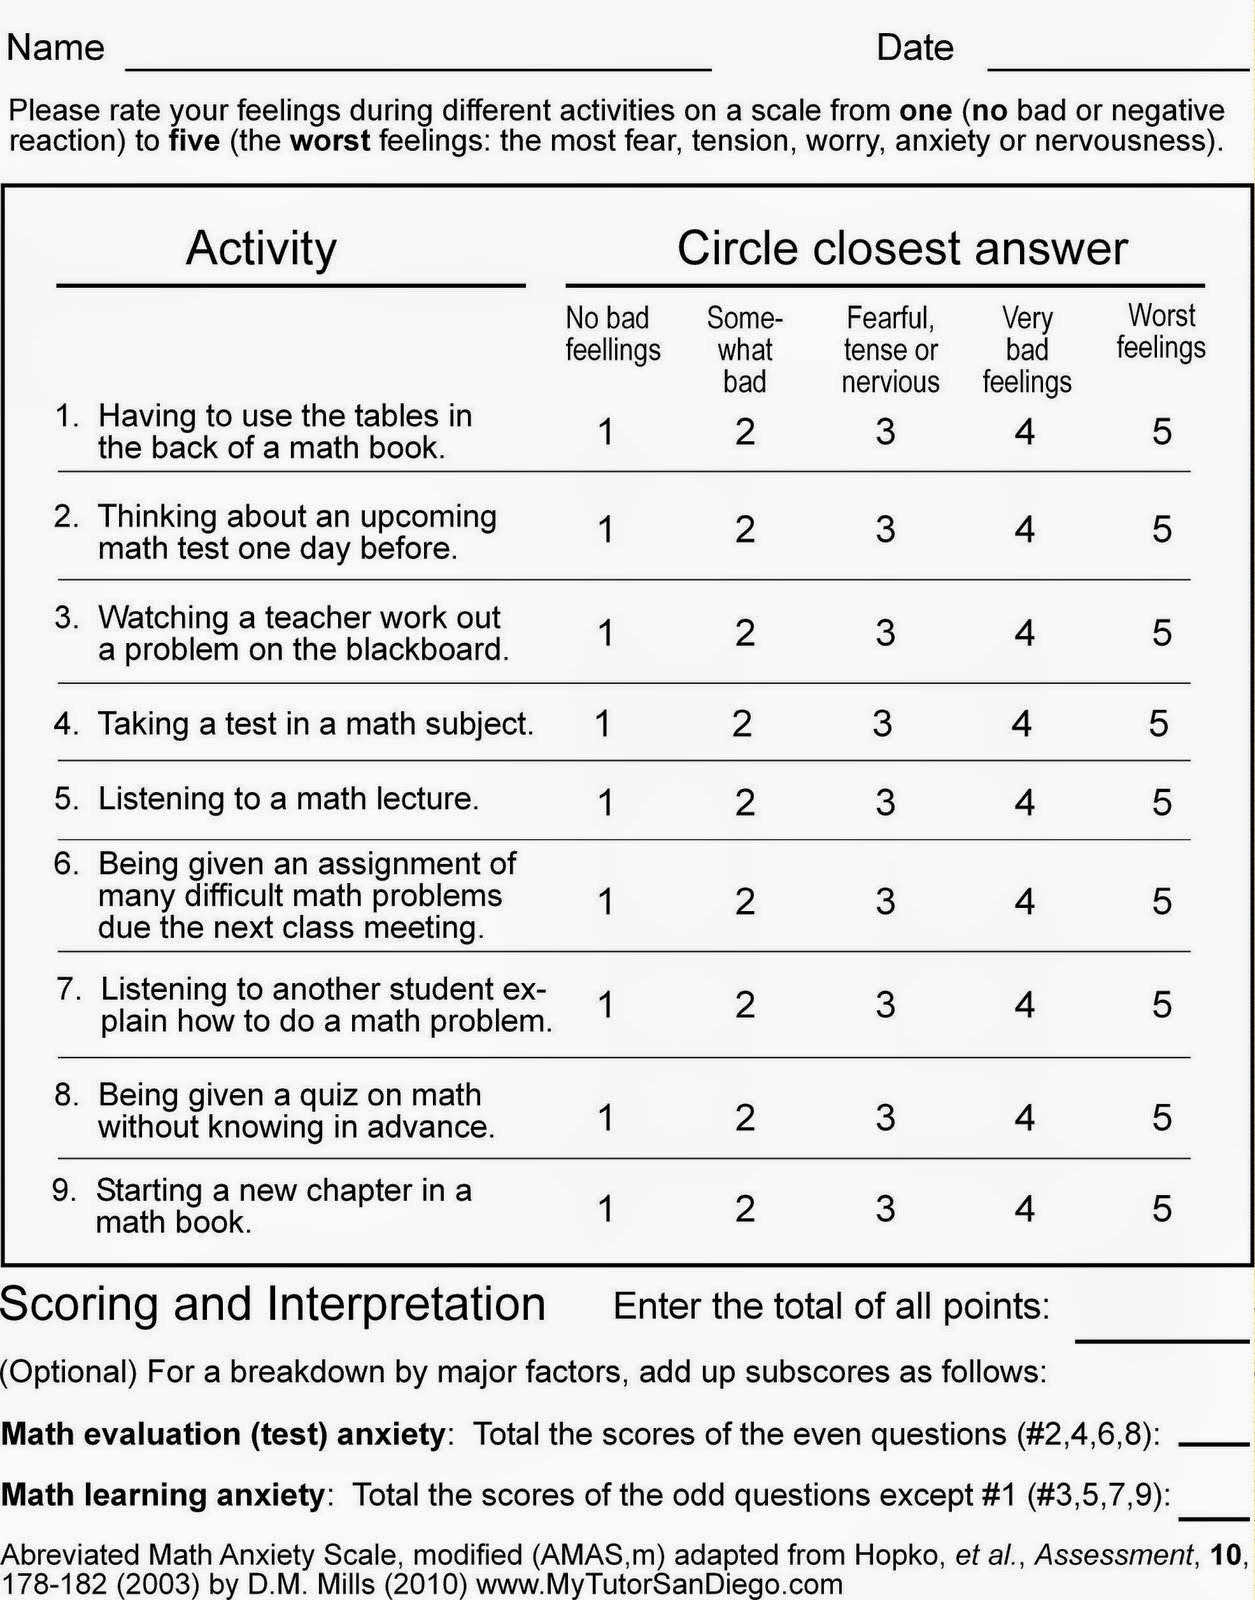 Name Date
Please rate your feelings during different activities on a scale from one (no bad or negative
reaction) to five (the worst feelings: the most fear, tension, worry, anxiety or nervousness).
Activity Circle closest answer
No bad Some- Fearful, Very Worst
feellings what tense or bad feelings
bad nervious feelings
1. Having to use the tables in
the back of a math book. 1 2 3 4 5
2. Thinking about an upcoming
math test one day before. 1 2 3 4 5
3. Watching a teacher work out
a problem on the blackboard. 1 2 3 4 5
4. Taking a test in a math subject. 1 2 3 4 5
5. Listening to a math lecture. 1 2 3 4 5
6. Being given an assignment of
many difficult math problems 1 2 3 4 5
due the next class meeting.
7. Listening to another student ex-
plain how to do a math problem. 1 2 3 4 5
8. Being given a quiz on math
without knowing in advance. 1 2 3 4 5
9. Starting a new chapter in a
math book. 1 2 3 4 5
Scoring and Interpretation Enter the total of all points:
(Optional) For a breakdown by major factors, add up subscores as follows:
Math evaluation (test) anxiety: Total the scores of the even questions (#2,4,6,8):
Math learning anxiety: Total the scores of the odd questions except #1 (#3,5,7,9):
Abreviated Math Anxiety Scale, modified (AMAS,m) adapted from Hopko, et al., Assessment, 10,
178-182 (2003) by D.M. Mills (2010) www.MyTutorSanDiego.com